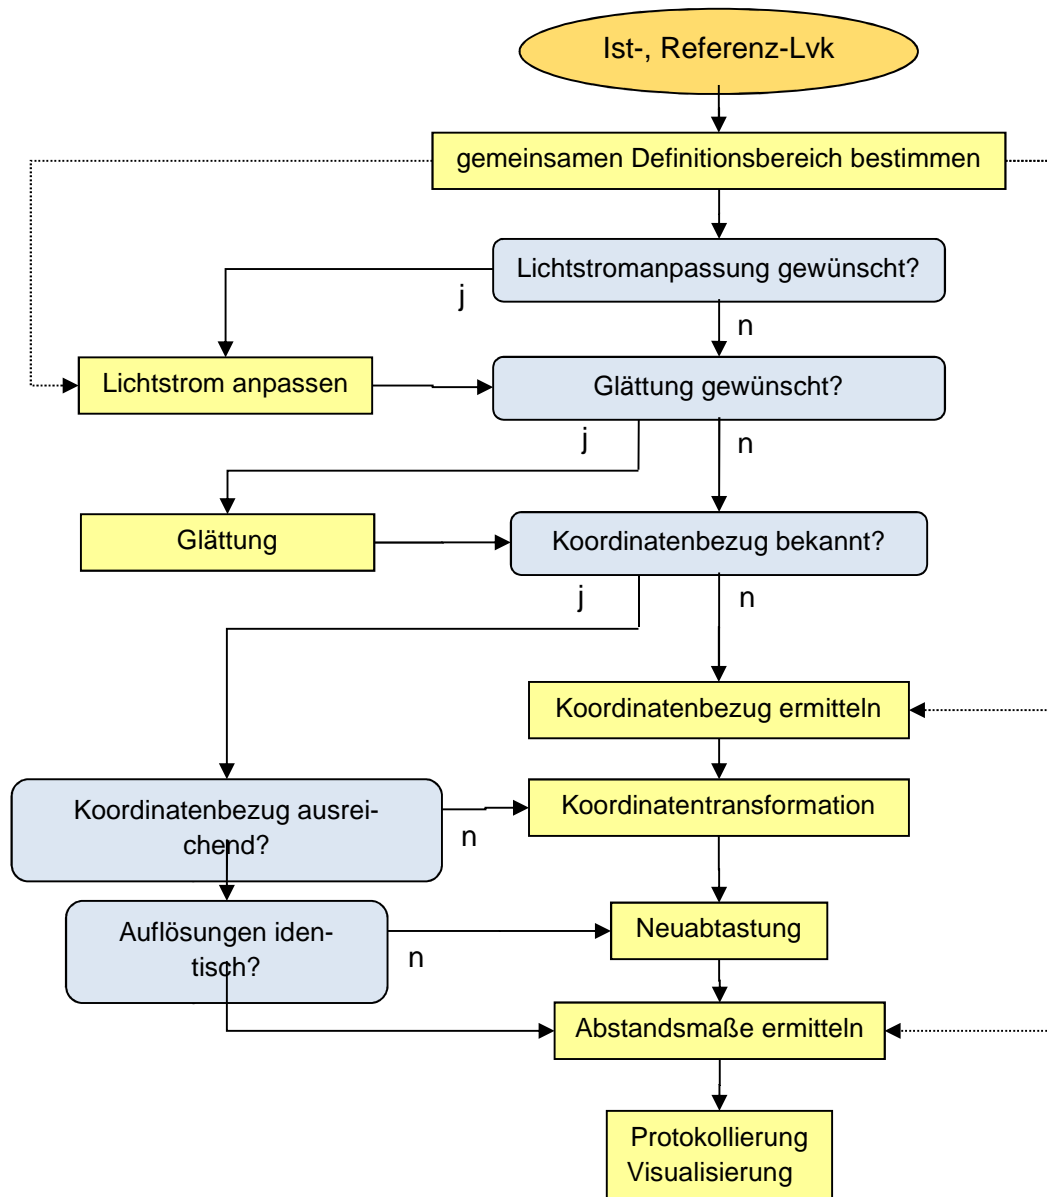 Ist-, Referenz-Lvk
gemeinsamen Definitionsbereich bestimmen
Lichtstromanpassung gewünscht?
j
n
Lichtstrom anpassen
Glättung gewünscht?
j
n
Glättung
Koordinatenbezug bekannt?
j
n
Koordinatenbezug ermitteln
Koordinatenbezug ausrei-
chend?
n
Koordinatentransformation
Auflösungen iden-
tisch?
n
Neuabtastung
Abstandsmaße ermitteln
Protokollierung
Visualisierung